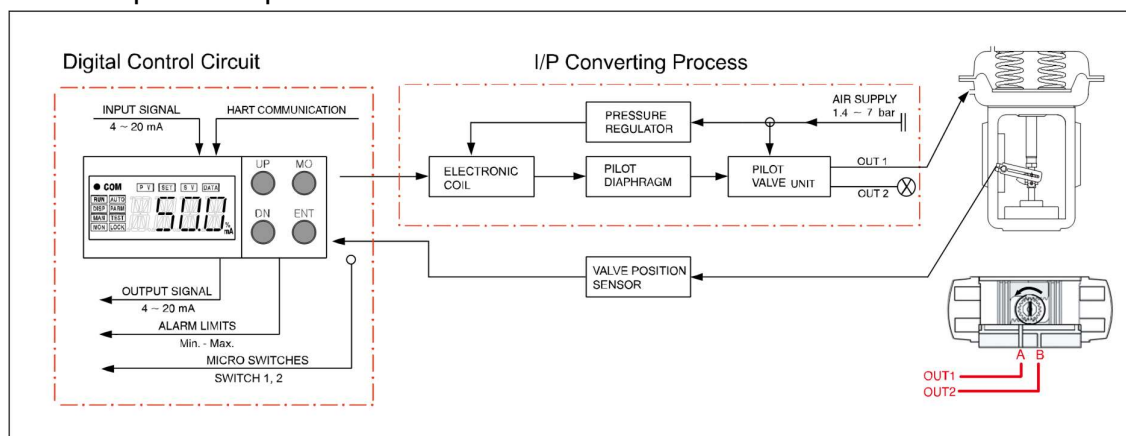 Digital Control Circuit
I/P Converting Process
INPUT SIGNAL
4 ~ 20 mA
HART COMMUNICATION
UP
MO
DN
ENT
COM
P V
SET
S V
DATA
RUN
AUTO
DISP
PARM
MAN
TEST
MON
LOCK
50.0
%
mA
OUTPUT SIGNAL
4 ~ 20 mA
ALARM LIMITS
Min. - Max.
MICRO SWITCHES
SWITCH 1, 2
PRESSURE
REGULATOR
AIR SUPPLY
1.4 ~ 7 bar
ELECTRONIC
COIL
PILOT
DIAPHRAGM
PILOT
VALVE UNIT
OUT 1
OUT 2
VALVE POSITION
SENSOR
A B
OUT1
OUT2